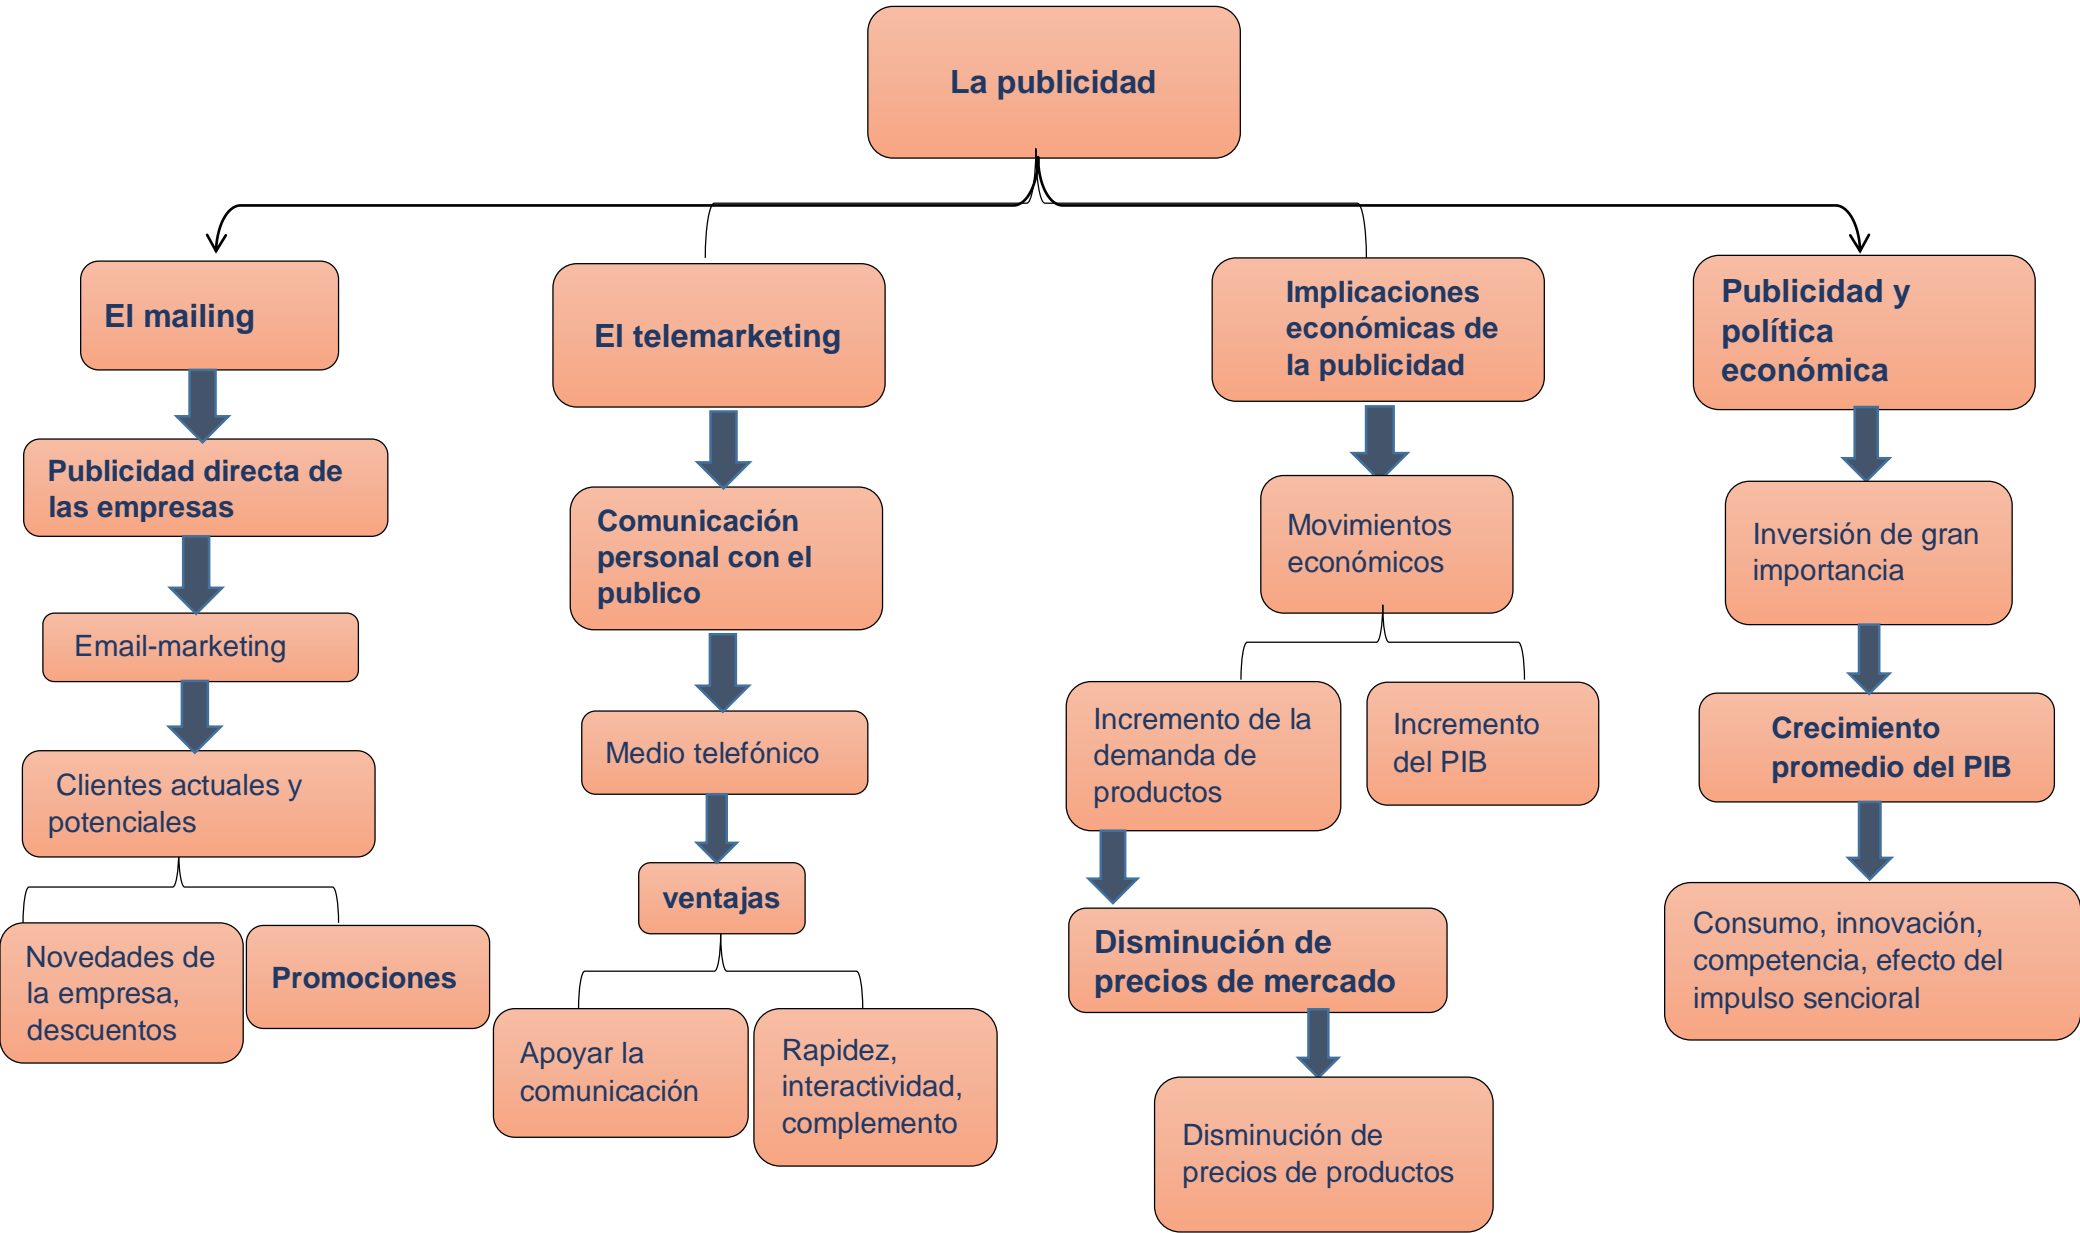 La publicidad
El mailing
Publicidad directa de
las empresas
Email-marketing
Clientes actuales y
potenciales
Novedades de
la empresa,
descuentos
Promociones
El telemarketing
Comunicación
personal con el
publico
Medio telefónico
ventajas
Apoyar la
comunicación
Rapidez,
interactividad,
complemento
Implicaciones
económicas de
la publicidad
Movimientos
económicos
Incremento de la
demanda de
productos
Incremento
del PIB
Disminución de
precios de mercado
Disminución de
precios de productos
Publicidad y
política
económica
Inversión de gran
importancia
Crecimiento
promedio del PIB
Consumo, innovación,
competencia, efecto del
impulso sencioral